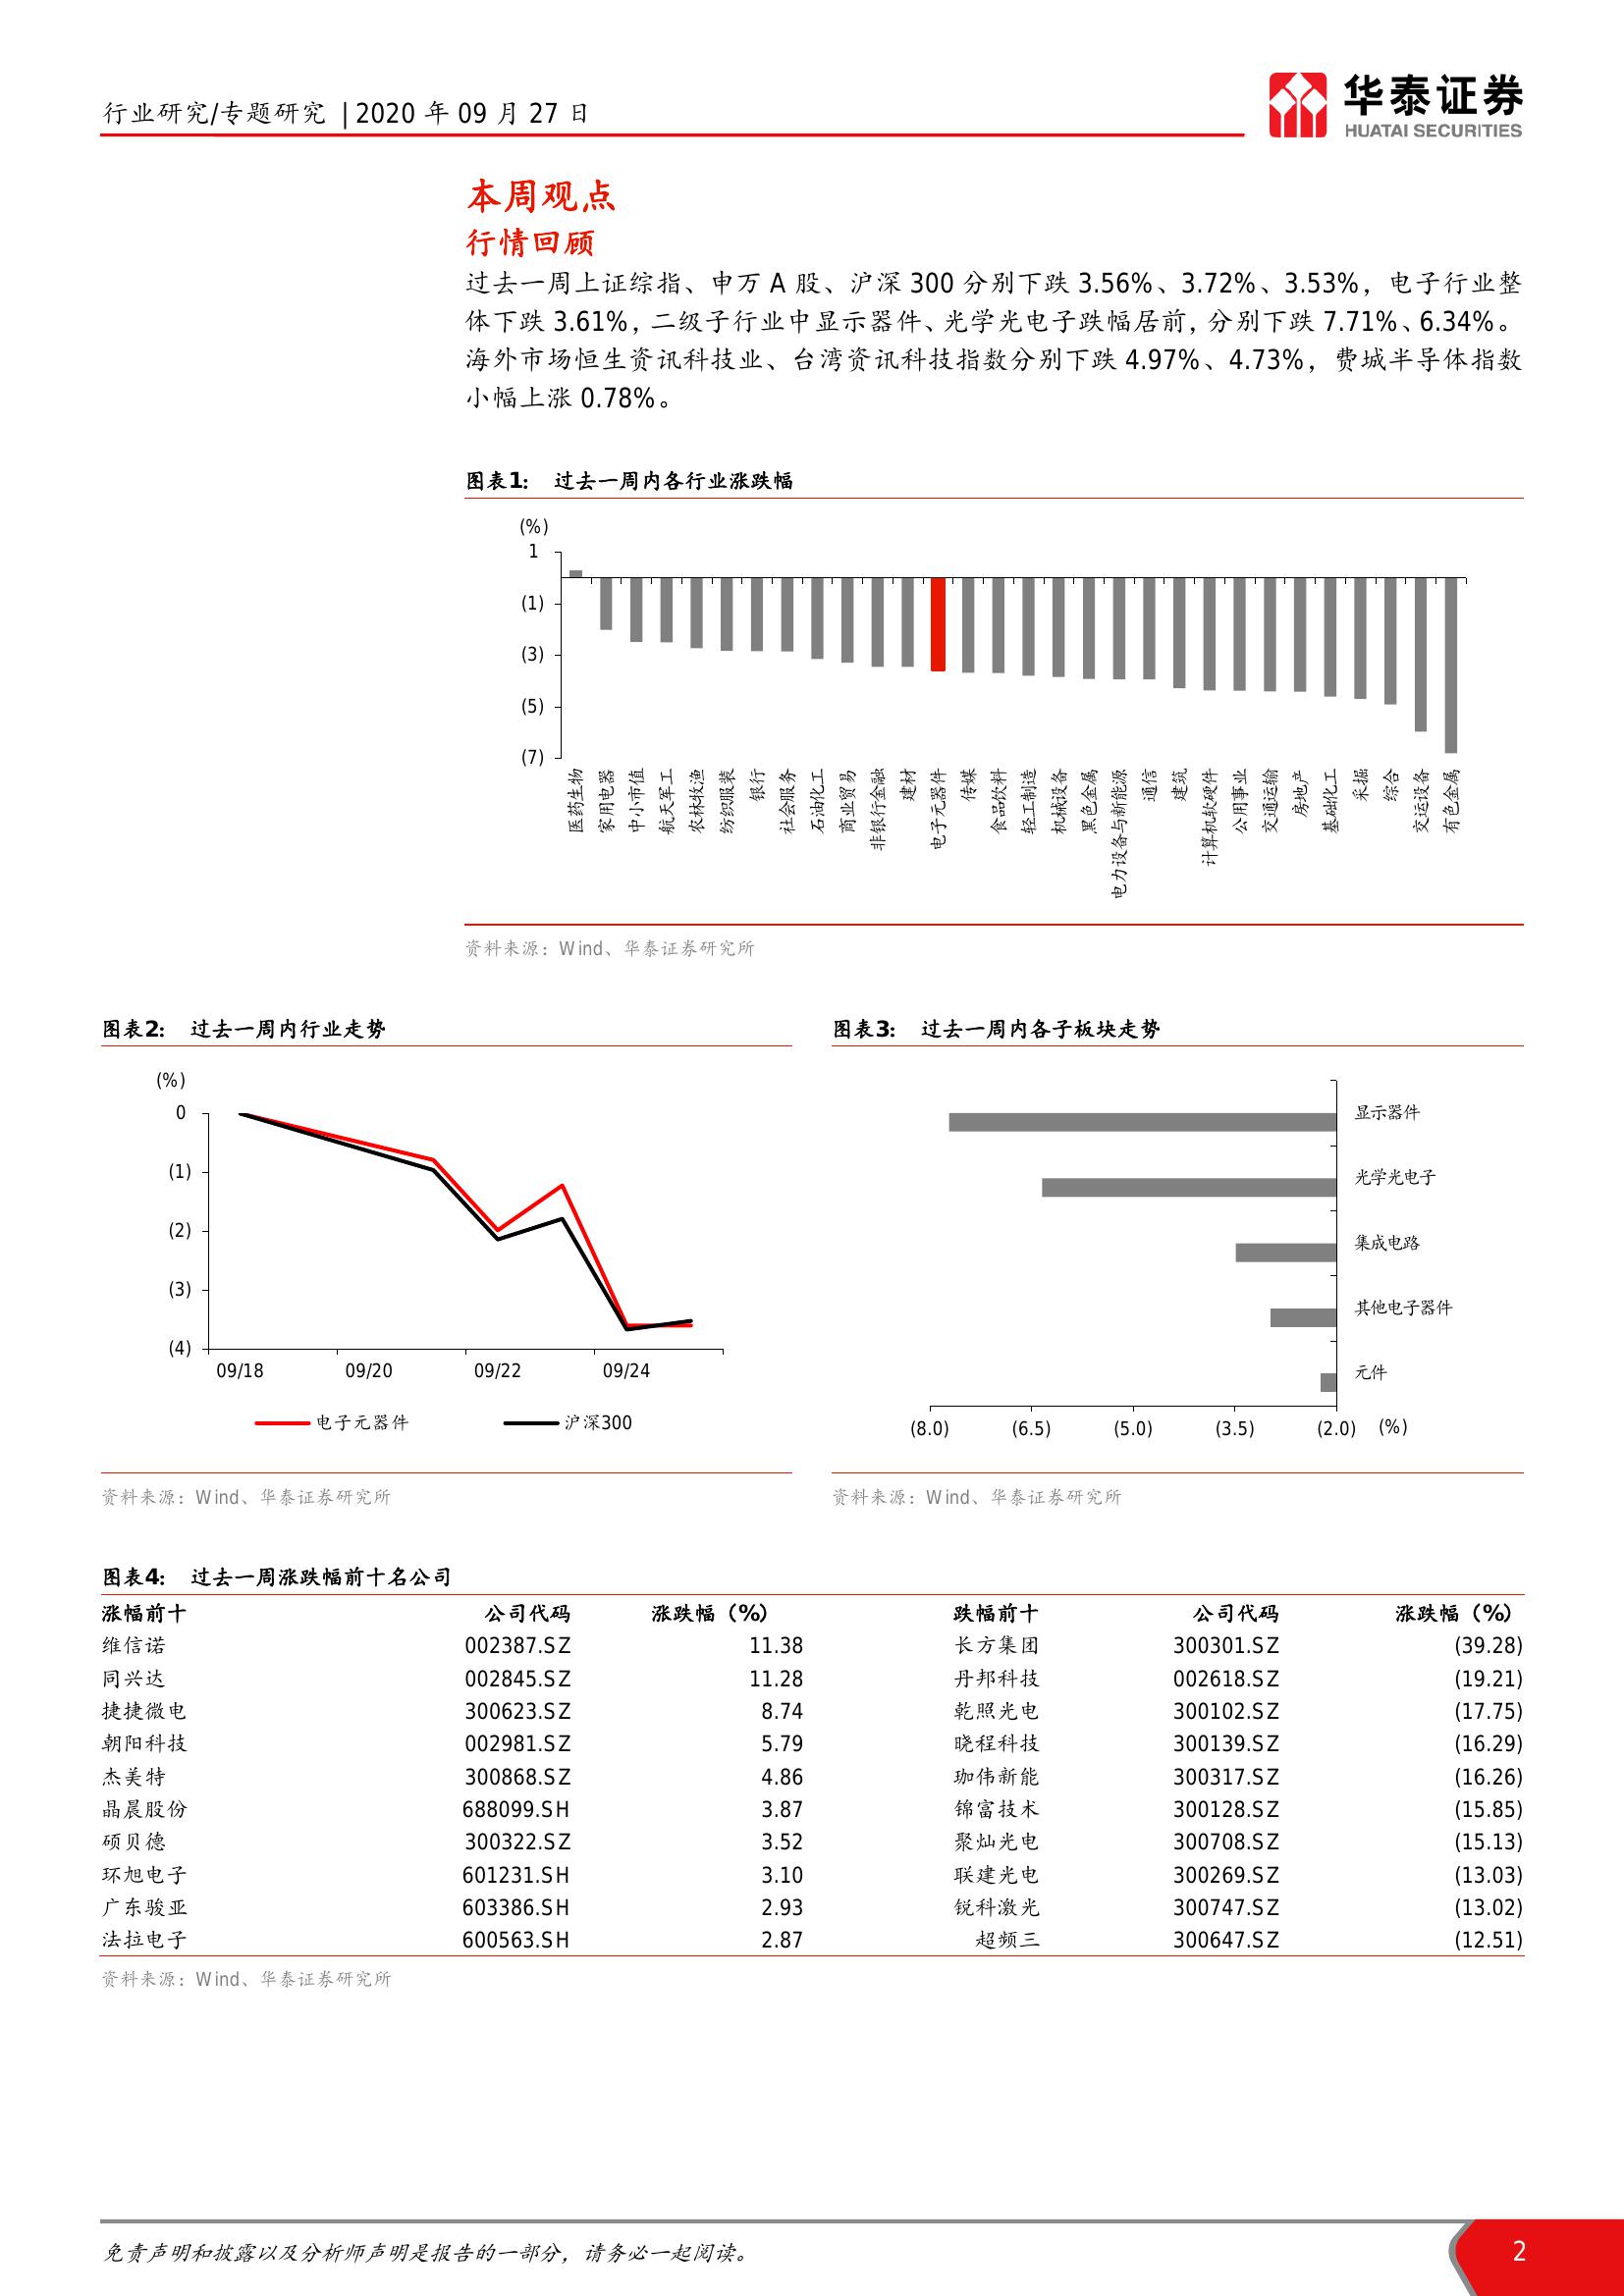 行业研究/专题研究 | 2020 年 09 月 27 日
华泰证券
HUATAI SECURITIES
本周观点
行情回顾
过去一周上证综指、申万 A 股、沪深 300 分别下跌 3.56%、3.72%、3.53%，电子行业整
体下跌 3.61%，二级子行业中显示器件、光学光电子跌幅居前，分别下跌 7.71%、6.34%。
海外市场恒生资讯科技业、台湾资讯科技指数分别下跌 4.97%、4.73%，费城半导体指数
小幅上涨 0.78%。
图表1： 过去一周内各行业涨跌幅
(%)
1
(1)
(3)
(5)
(7)
医药生物
家用电器
中小市值
航天军工
农林牧渔
纺织服装
银行
社会服务
石油化工
商业贸易
非银行金融
建材
电子元器件
传媒
食品饮料
轻工制造
机械设备
黑色金属
电力设备与新能源
通信
建筑
计算机软硬件
公用事业
交通运输
房地产
基础化工
采掘
综合
交运设备
有色金属
资料来源：Wind、华泰证券研究所
图表2： 过去一周内行业走势
(%)
0
(1)
(2)
(3)
(4)
09/18 09/20 09/22 09/24
电子元器件 沪深300
资料来源：Wind、华泰证券研究所
图表3： 过去一周内各子板块走势
显示器件
光学光电子
集成电路
其他电子器件
元件
(8.0) (6.5) (5.0) (3.5) (2.0) (%)
资料来源：Wind、华泰证券研究所
图表4： 过去一周涨跌幅前十名公司
涨幅前十 公司代码 涨跌幅（%） 跌幅前十 公司代码 涨跌幅（%）
维信诺 002387.SZ 11.38 长方集团 300301.SZ (39.28)
同兴达 002845.SZ 11.28 丹邦科技 002618.SZ (19.21)
捷捷微电 300623.SZ 8.74 乾照光电 300102.SZ (17.75)
朝阳科技 002981.SZ 5.79 晓程科技 300139.SZ (16.29)
杰美特 300868.SZ 4.86 珈伟新能 300317.SZ (16.26)
晶晨股份 688099.SH 3.87 锦富技术 300128.SZ (15.85)
硕贝德 300322.SZ 3.52 聚灿光电 300708.SZ (15.13)
环旭电子 601231.SH 3.10 联建光电 300269.SZ (13.03)
广东骏亚 603386.SH 2.93 锐科激光 300747.SZ (13.02)
法拉电子 600563.SH 2.87 超频三 300647.SZ (12.51)
资料来源：Wind、华泰证券研究所
免责声明和披露以及分析师声明是报告的一部分，请务必一起阅读。
2